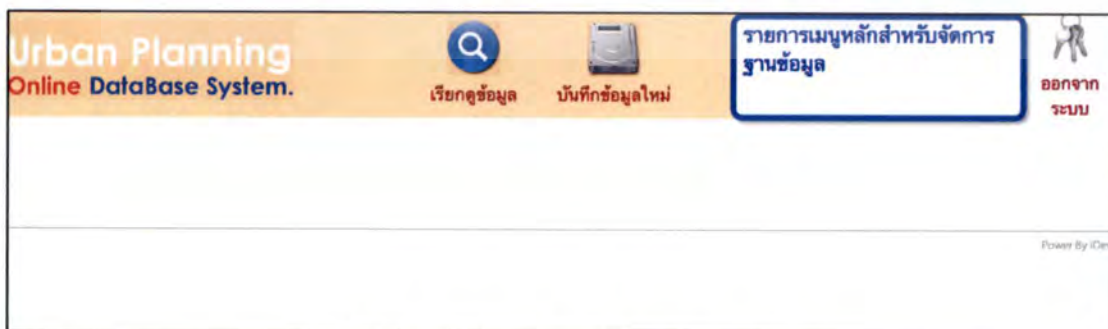 Urban Planning
Online DataBase System.
เรียกดูข้อมูล
บันทึกข้อมูลใหม่
รายการเมนูหลักสำหรับจัดการ
ฐานข้อมูล
ออกจาก
ระบบ
Power By iDe